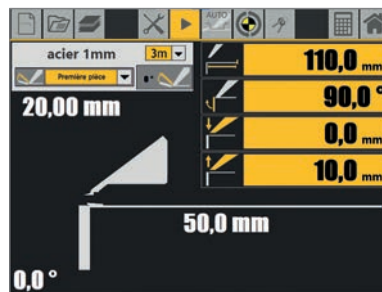 AUTO
acier 1mm
3m
Première pièce
20,00 mm
110,0 mm
90,0 °
0,0 mm
10,0 mm
50,0 mm
0,0 °